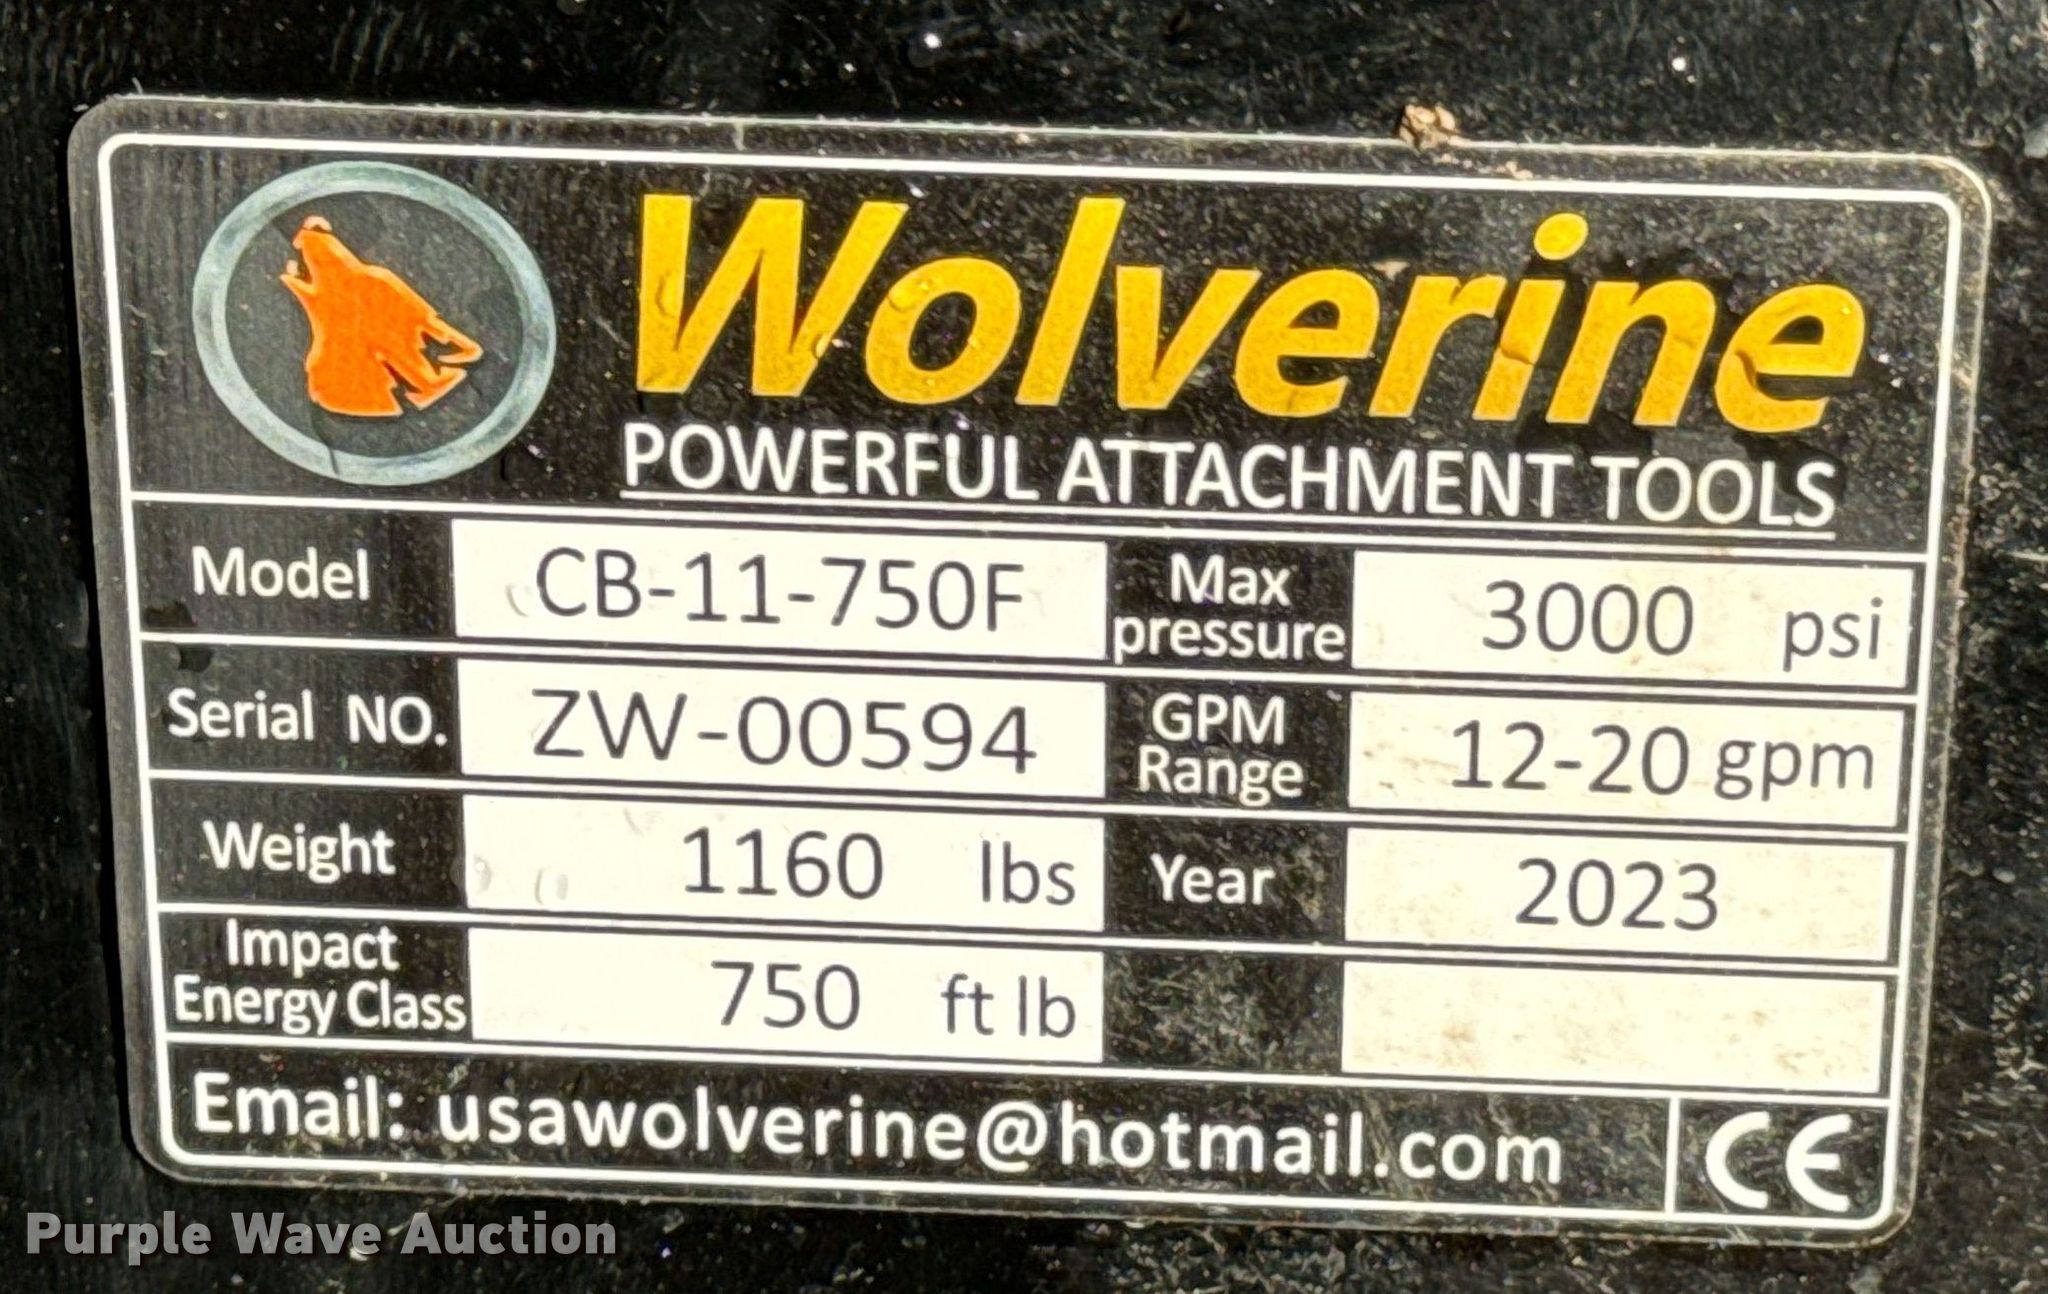 Wolverine
POWERFUL ATTACHMENT TOOLS
Model CB-11-750F Max pressure 3000 psi
Serial NO. ZW-00594 GPM Range 12-20 gpm
Weight 1160 lbs Year 2023
Impact Energy Class 750 ft lb
Email: usawolverine@hotmail.com CE
Purple Wave Auction